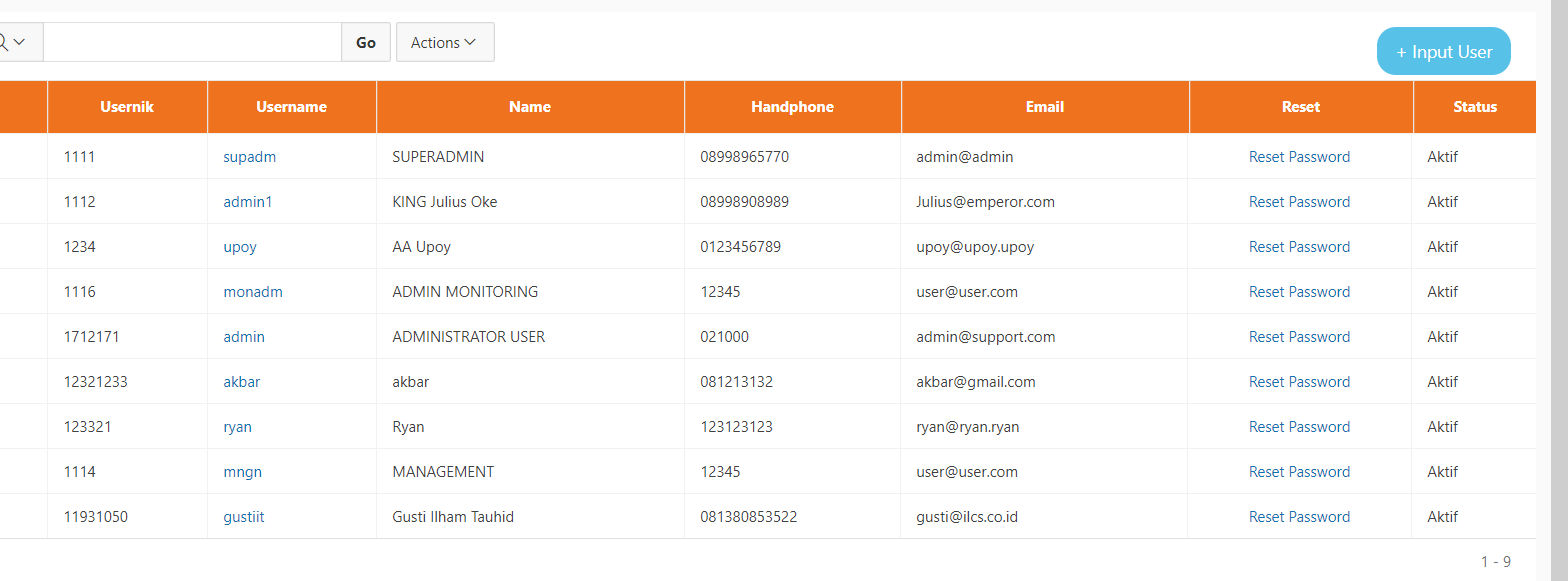 Go Actions + Input User
Usernik Username Name Handphone Email Reset Status
1111 supadm SUPERADMIN 08998965770 admin@admin Reset Password Aktif
1112 admin1 KING Julius Oke 08998908989 Julius@emperor.com Reset Password Aktif
1234 upoy AA Upoy 0123456789 upoy@upoy.upoy Reset Password Aktif
1116 monadm ADMIN MONITORING 12345 user@user.com Reset Password Aktif
1712171 admin ADMINISTRATOR USER 021000 admin@support.com Reset Password Aktif
12321233 akbar akbar 081213132 akbar@gmail.com Reset Password Aktif
123321 ryan Ryan 123123123 ryan@ryan.ryan Reset Password Aktif
1114 mngn MANAGEMENT 12345 user@user.com Reset Password Aktif
11931050 gustiit Gusti Ilham Tauhid 081380853522 gusti@ilcs.co.id Reset Password Aktif
1 - 9